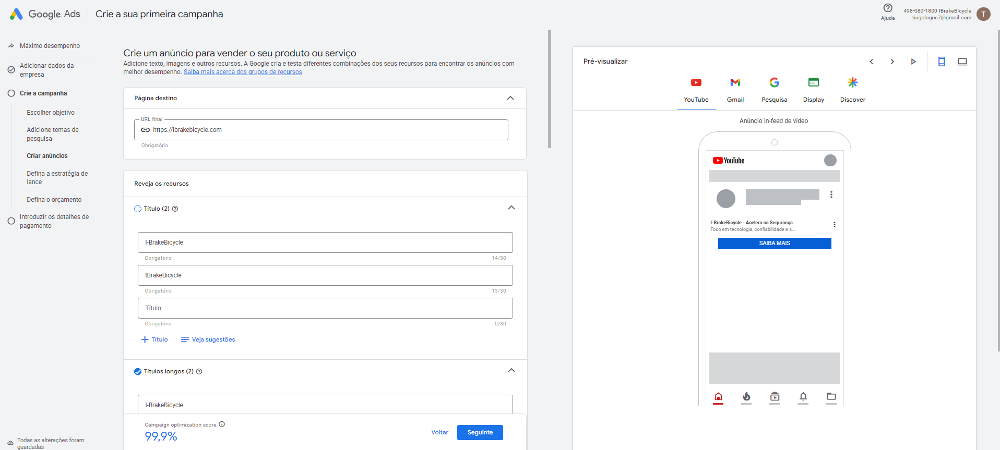 Google Ads
Crie a sua primeira campanha
Ajuda
498-080-1800 IBrakeBicycle
tiagolagos7@gmail.com
T
Máximo desempenho
Adicionar dados da
empresa
Crie a campanha
Escolher objetivo
Adicione temas de
pesquisa
Criar anúncios
Defina a estratégia de
lance
Defina o orçamento
Introduzir os detalhes de
pagamento
Todas as alterações foram
guardadas
Crie um anúncio para vender o seu produto ou serviço
Adicione texto, imagens e outros recursos. A Google cria e testa diferentes combinações dos seus recursos para encontrar os anúncios com
melhor desempenho. Saiba mais acerca dos grupos de recursos
Página destino
URL final
https://ibrakebicycle.com
Obrigatório
Reveja os recursos
Título (2)
I-BrakeBicycle
Obrigatório
14/30
IBrakeBicycle
Obrigatório
13/30
Título
Obrigatório
0/30
Título
Veja sugestões
Títulos longos (2)
I-BrakeBicycle
Campaign optimization score
99,9%
Voltar
Seguinte
Pré-visualizar
YouTube
Gmail
Pesquisa
Display
Discover
Anúncio in-feed de vídeo
YouTube
I-BrakeBicycle - Acelera na Segurança
Foco em tecnologia, confiabilidade e s...
SAIBA MAIS